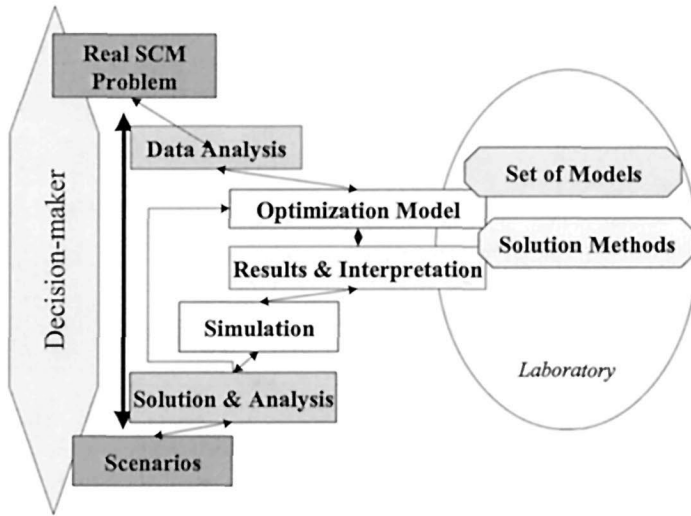 Real SCM
Problem
Data Analysis
Set of Models
Optimization Model
Solution Methods
Results & Interpretation
Decision-maker
Simulation
Laboratory
Solution & Analysis
Scenarios